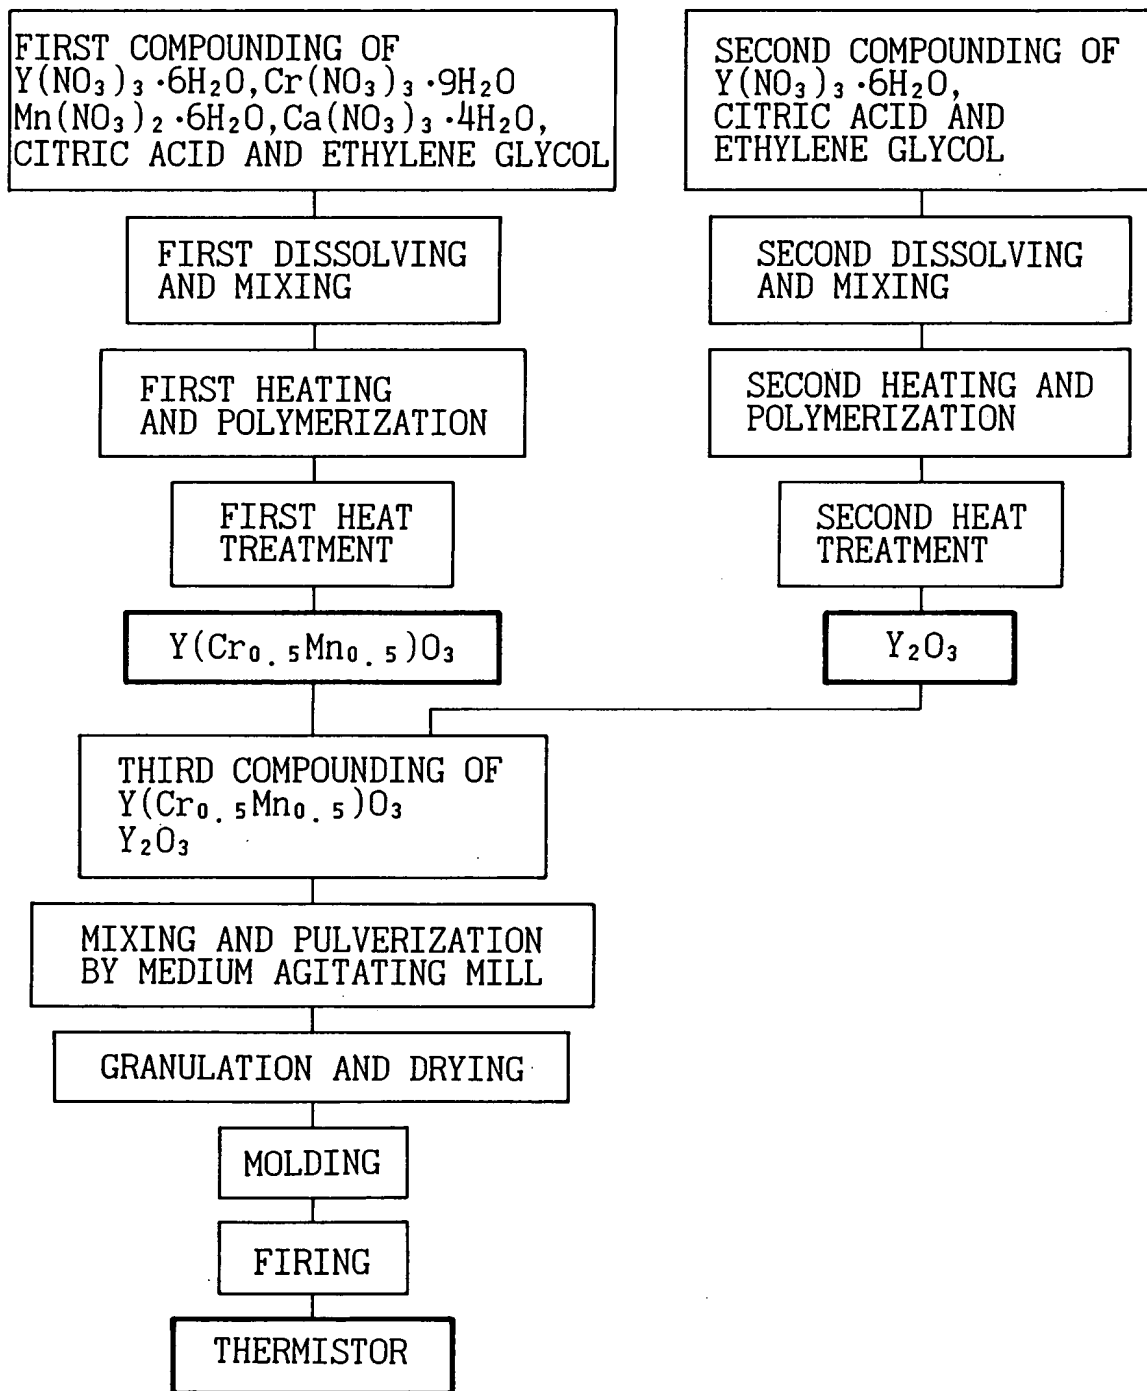 FIRST COMPOUNDING OF
Y(NO₃)₃·6H₂O,Cr(NO₃)₃·9H₂O
Mn(NO₃)₂·6H₂O,Ca(NO₃)₃·4H₂O,
CITRIC ACID AND ETHYLENE GLYCOL
SECOND COMPOUNDING OF
Y(NO₃)₃·6H₂O,
CITRIC ACID AND
ETHYLENE GLYCOL
FIRST DISSOLVING
AND MIXING
SECOND DISSOLVING
AND MIXING
FIRST HEATING
AND POLYMERIZATION
SECOND HEATING AND
POLYMERIZATION
FIRST HEAT
TREATMENT
SECOND HEAT
TREATMENT
Y(Cr₀.₅Mn₀.₅)O₃
Y₂O₃
THIRD COMPOUNDING OF
Y(Cr₀.₅Mn₀.₅)O₃
Y₂O₃
MIXING AND PULVERIZATION
BY MEDIUM AGITATING MILL
GRANULATION AND DRYING
MOLDING
FIRING
THERMISTOR